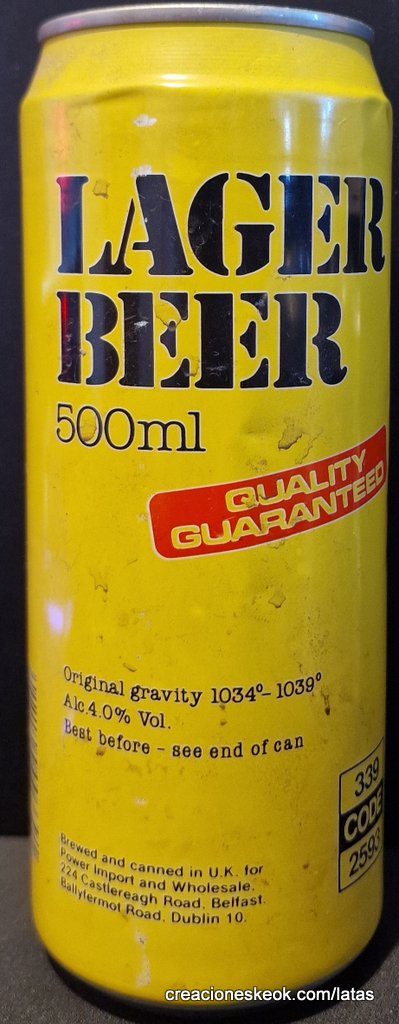 LAGER
BEER
500ml
QUALITY
GUARANTEED
Original gravity 1034º-1039º
Alc.4.0% Vol.
Best before - see end of can
339
CODE
2593
Brewed and canned in U.K. for
Power Import and Wholesale.
224 Castlereagh Road, Belfast.
Ballyfermot Road, Dublin 10.
creacioneskeok.com/latas